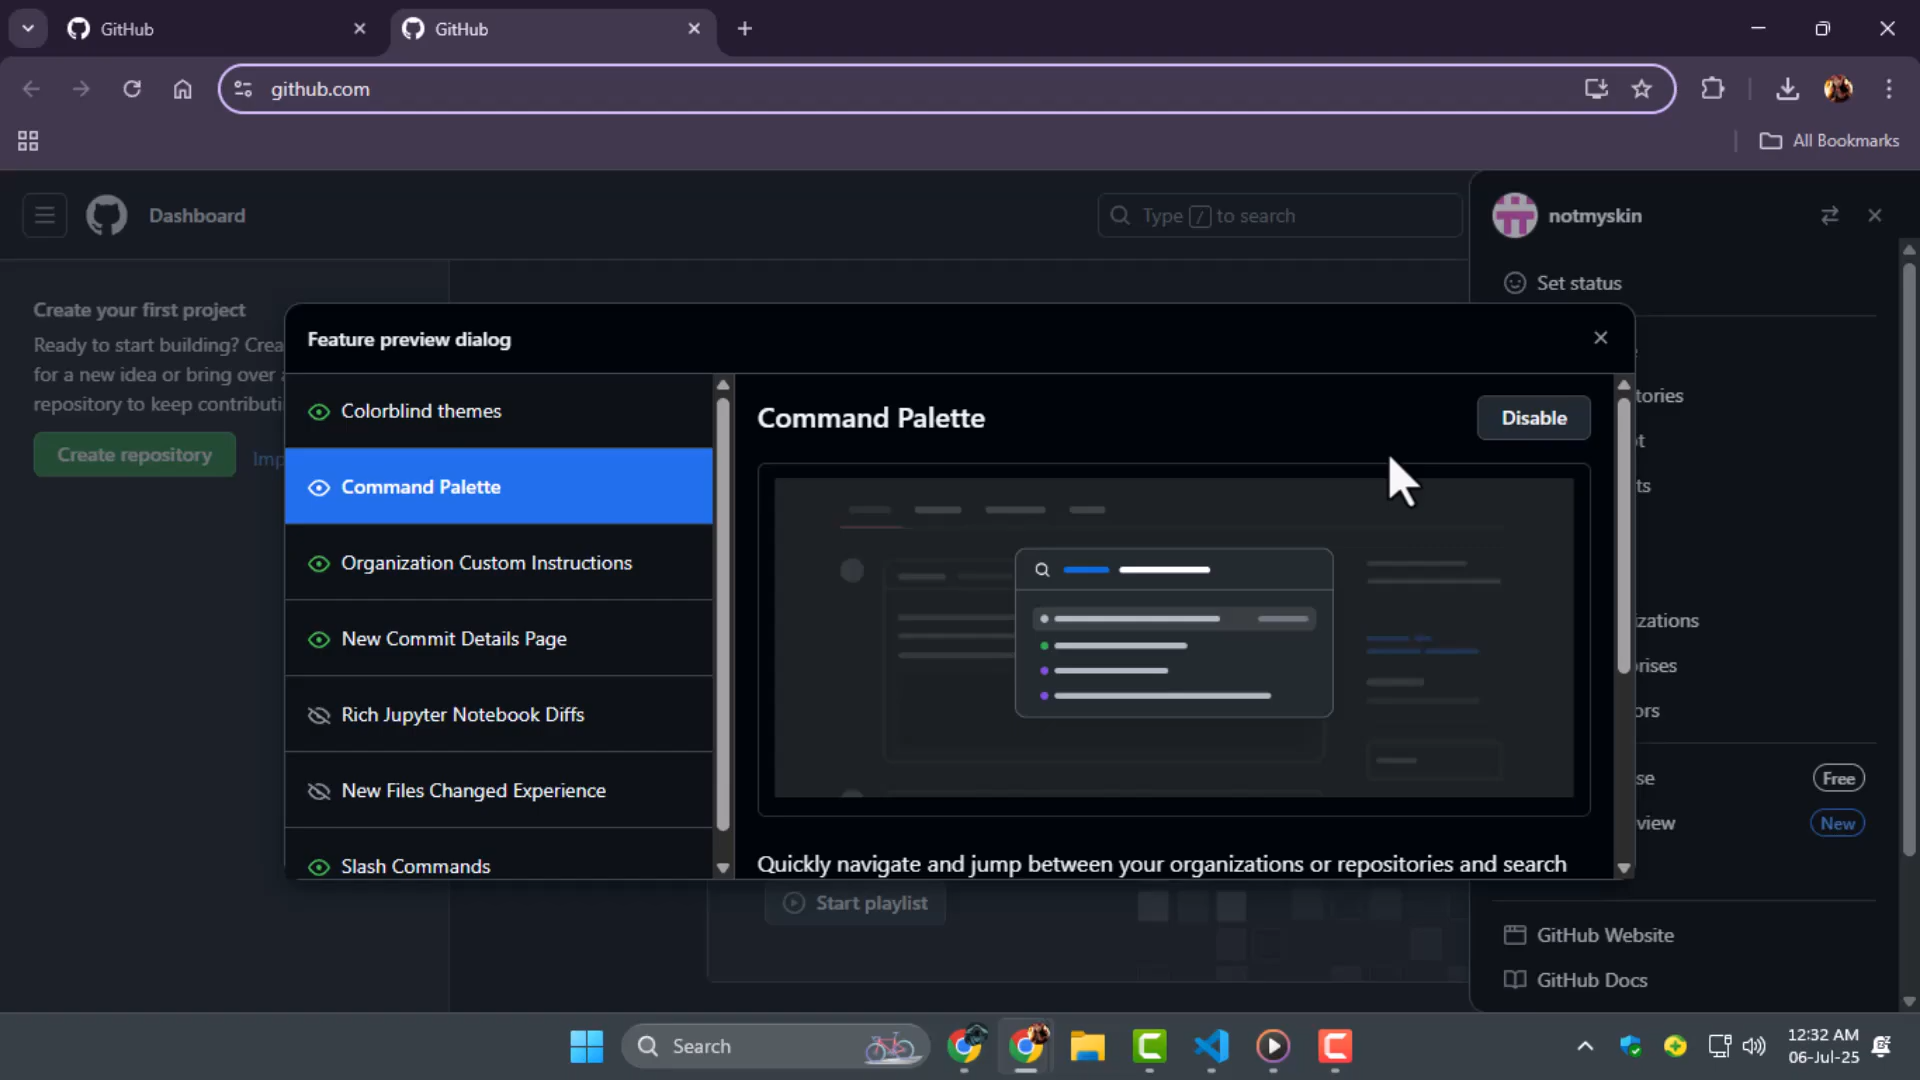 GitHub
GitHub
github.com
All Bookmarks
Dashboard
Type / to search
notmyskin
Set status
Create your first project
Ready to start building? Crea
for a new idea or bring over
repository to keep contributi
Create repository
Imp
Feature preview dialog
Colorblind themes
Command Palette
Organization Custom Instructions
New Commit Details Page
Rich Jupyter Notebook Diffs
New Files Changed Experience
Slash Commands
Command Palette
Disable
Quickly navigate and jump between your organizations or repositories and search
tories
t
ts
zations
rises
ors
se
Free
view
New
Start playlist
GitHub Website
GitHub Docs
Search
12:32 AM
06-Jul-25